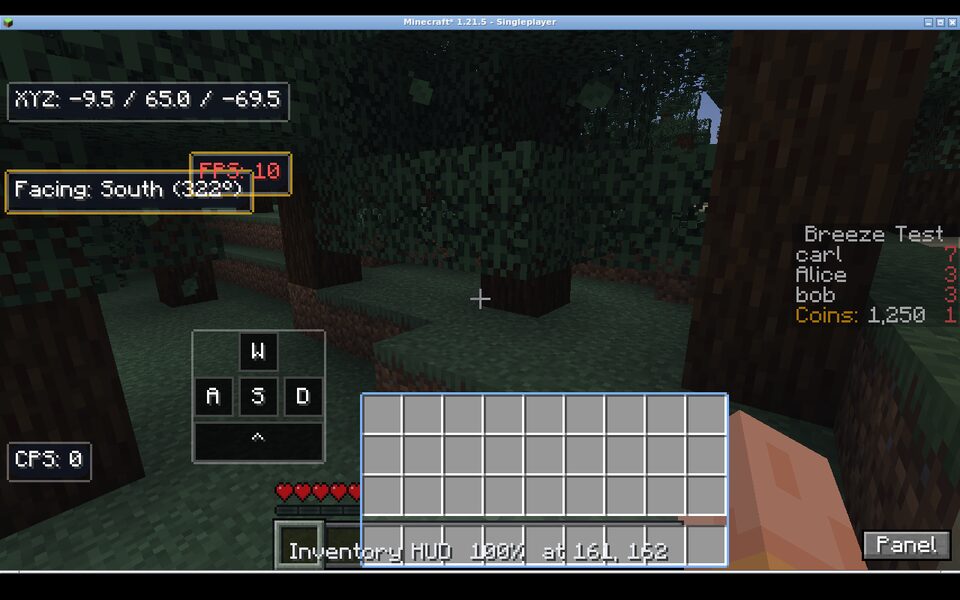 Minecraft* 1.21.5 - Singleplayer
XYZ: -9.5 / 65.0 / -69.5
FPS: 10
Facing: South (322°)
Breeze Test
carl 7
Alice 3
bob 3
Coins: 1,250 1
W
A S D
^
CPS: 0
Inventory HUD 100% at 161, 162
Panel